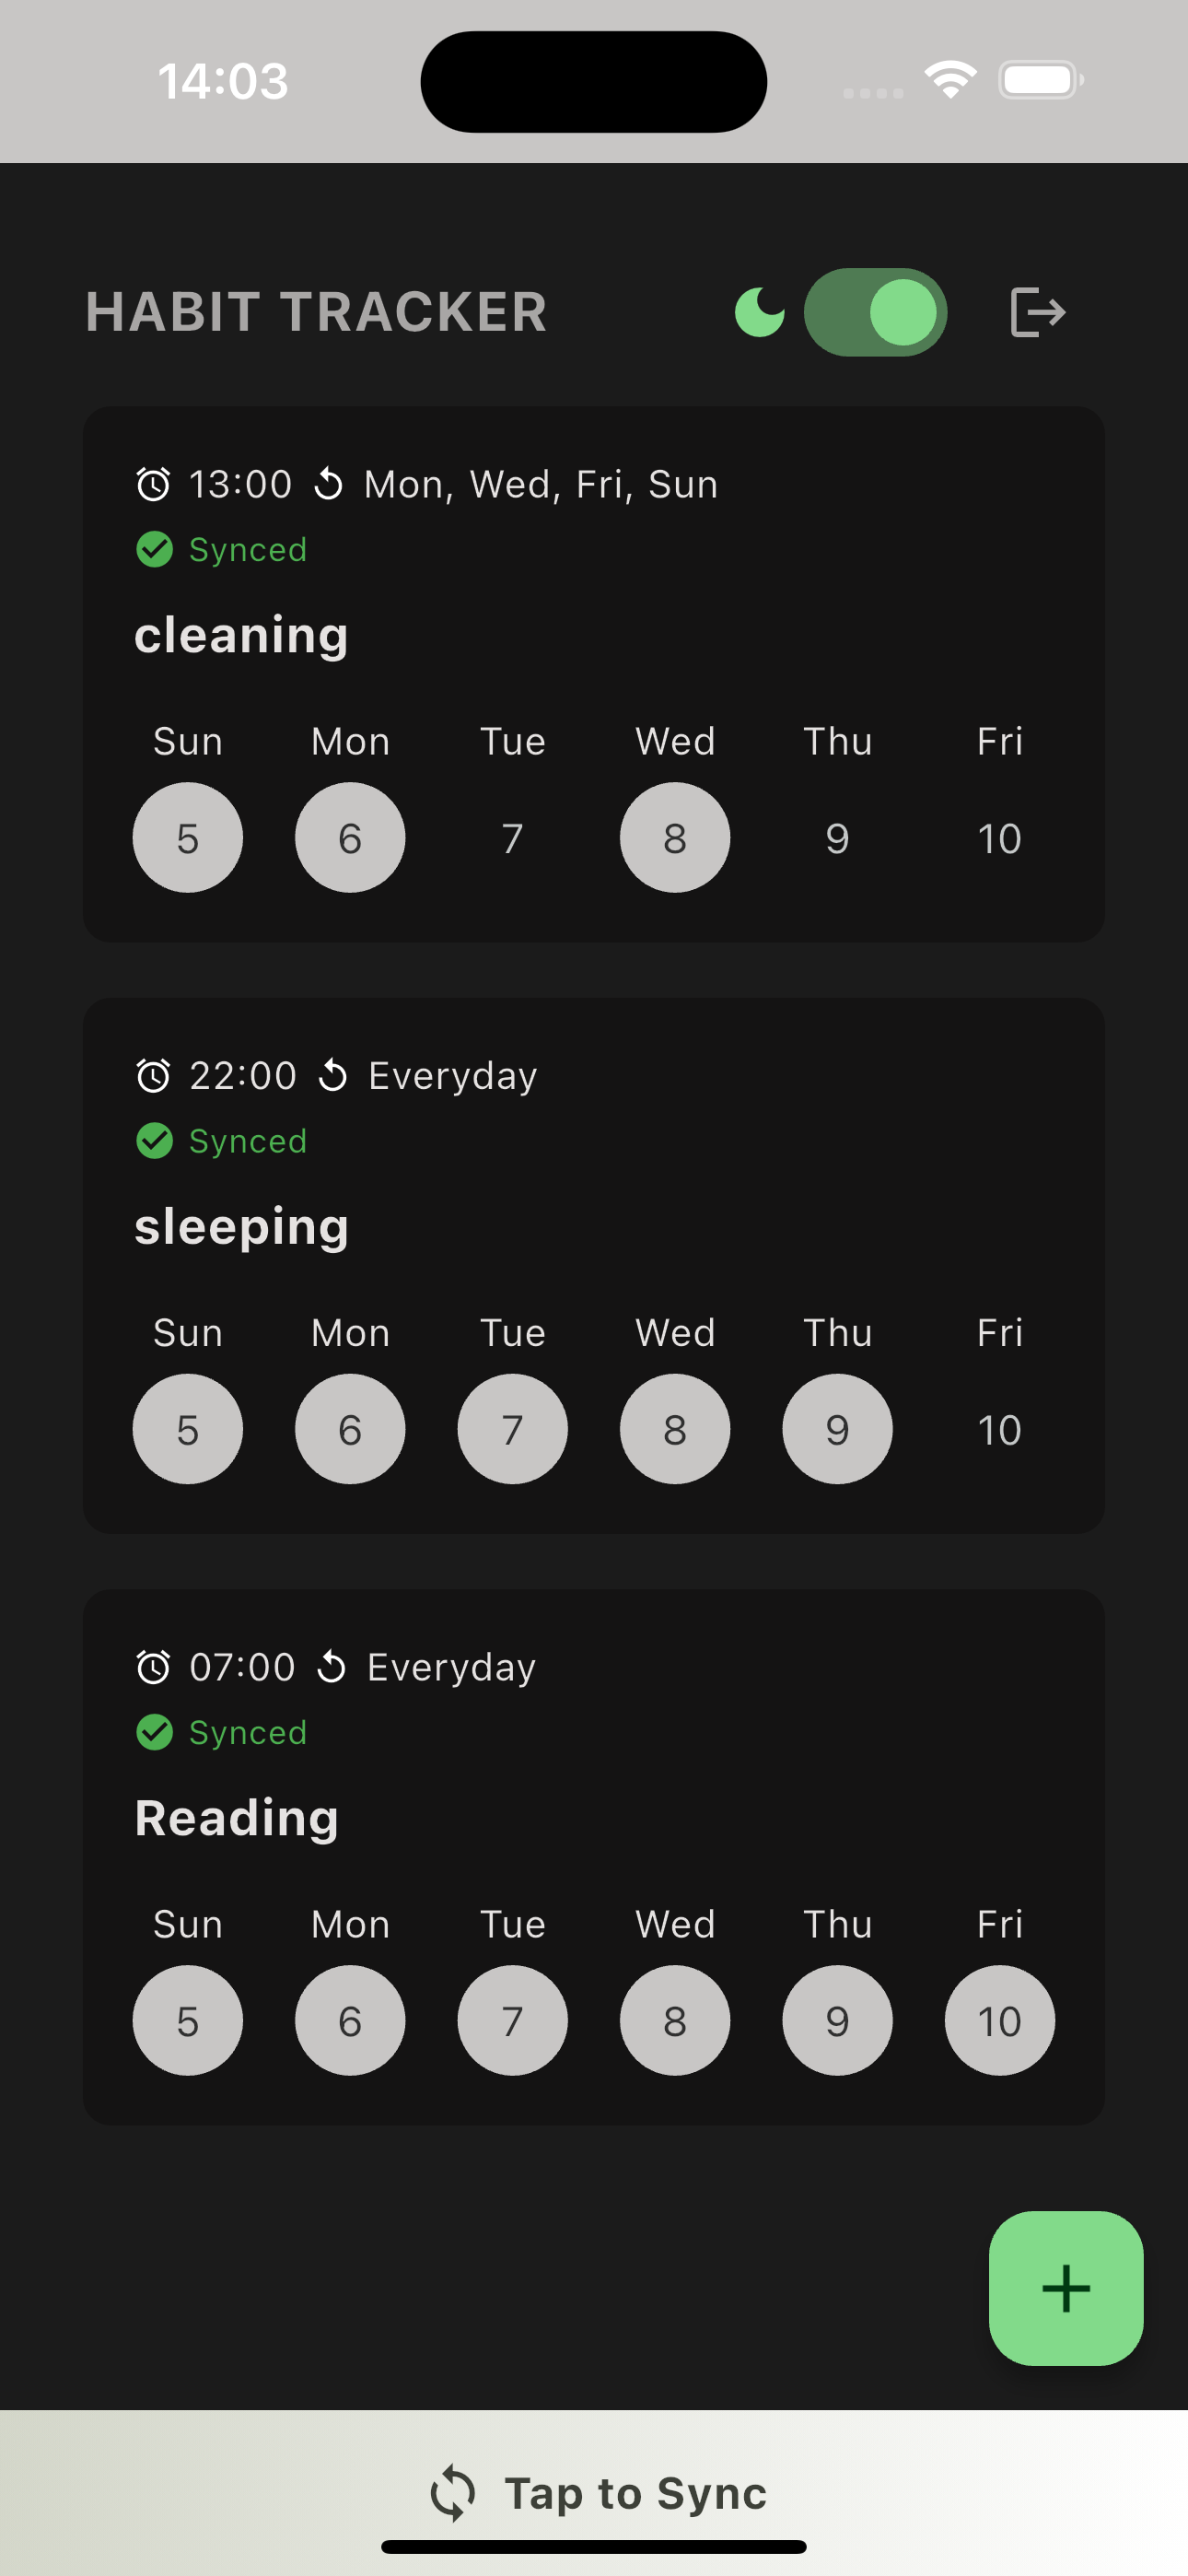 14:03
HABIT TRACKER
13:00 Mon, Wed, Fri, Sun
Synced
cleaning
Sun Mon Tue Wed Thu Fri
5 6 7 8 9 10
22:00 Everyday
Synced
sleeping
Sun Mon Tue Wed Thu Fri
5 6 7 8 9 10
07:00 Everyday
Synced
Reading
Sun Mon Tue Wed Thu Fri
5 6 7 8 9 10
Tap to Sync